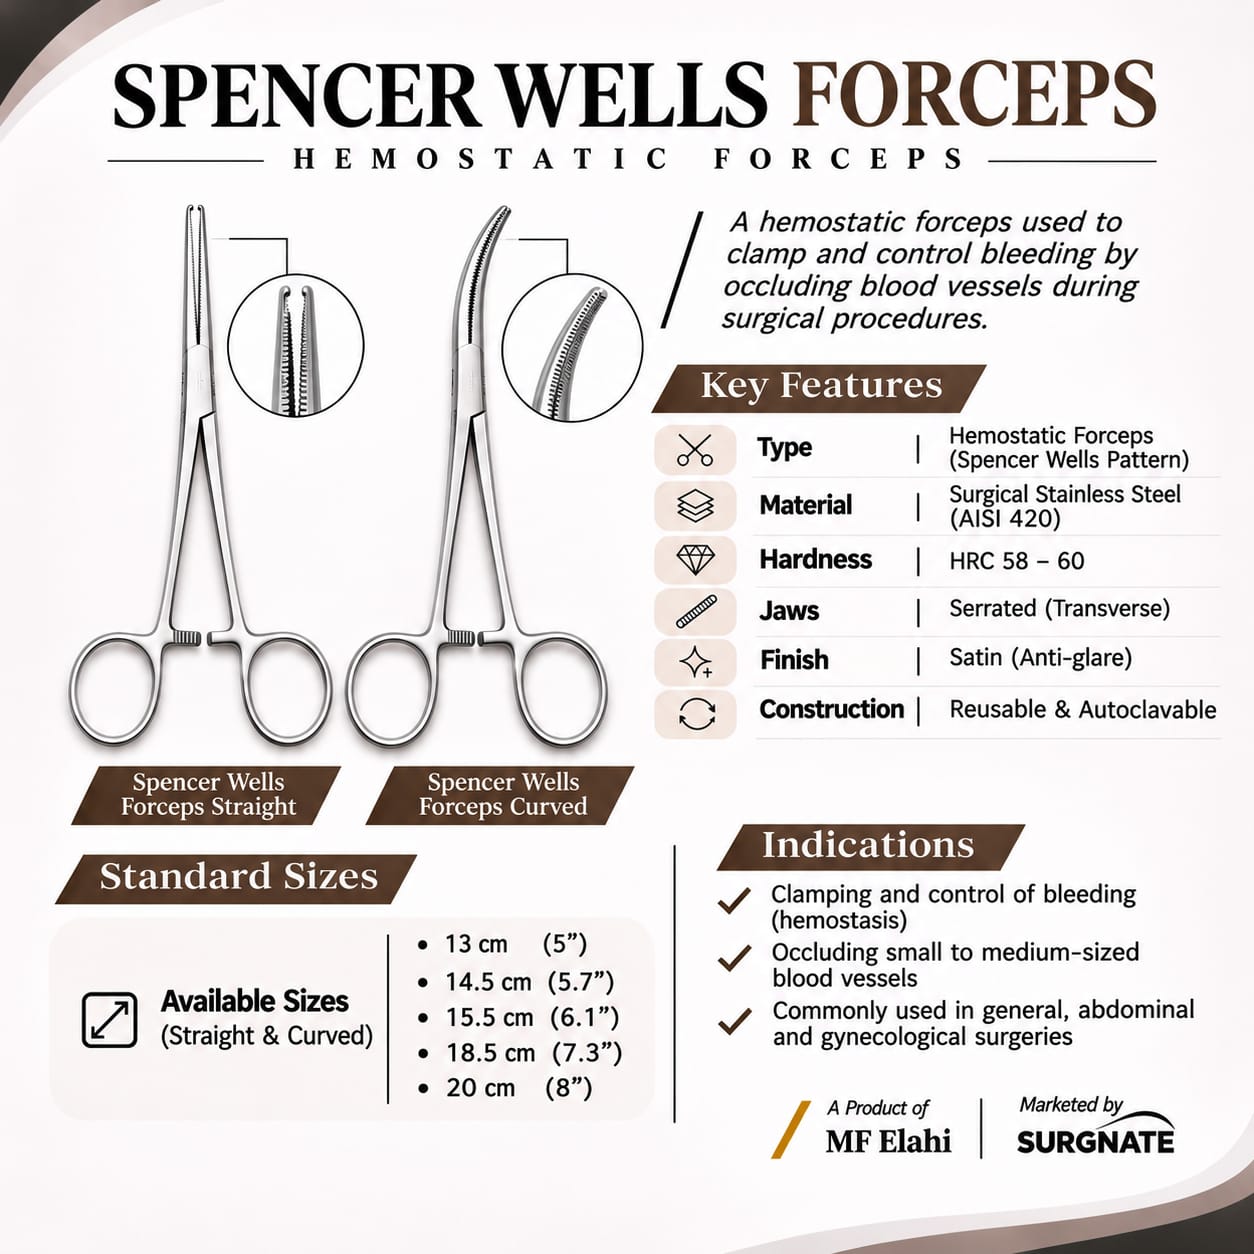 SPENCER WELLS FORCEPS
HEMOSTATIC FORCEPS
A hemostatic forceps used to
clamp and control bleeding by
occluding blood vessels during
surgical procedures.
Key Features
Type | Hemostatic Forceps
(Spencer Wells Pattern)
Material | Surgical Stainless Steel
(AISI 420)
Hardness | HRC 58 – 60
Jaws | Serrated (Transverse)
Finish | Satin (Anti-glare)
Construction | Reusable & Autoclavable
Spencer Wells
Forceps Straight
Spencer Wells
Forceps Curved
Standard Sizes
Available Sizes
(Straight & Curved)
• 13 cm (5”)
• 14.5 cm (5.7”)
• 15.5 cm (6.1”)
• 18.5 cm (7.3”)
• 20 cm (8”)
Indications
Clamping and control of bleeding
(hemostasis)
Occluding small to medium-sized
blood vessels
Commonly used in general, abdominal
and gynecological surgeries
A Product of
MF Elahi
Marketed by
SURGNATE